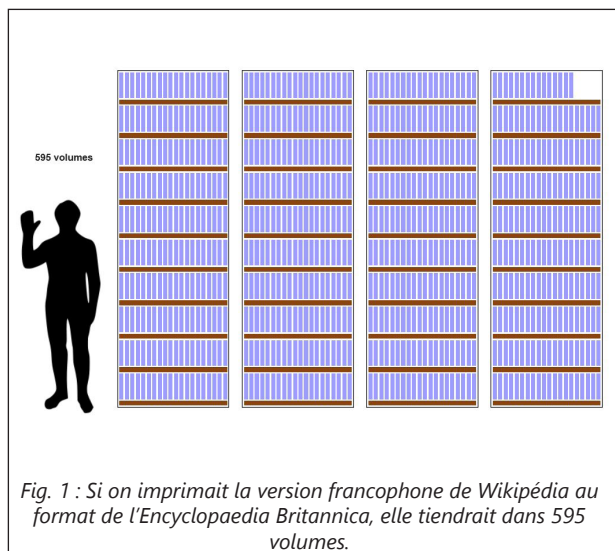 595 volumes
Fig. 1 : Si on imprimait la version francophone de Wikipédia au
format de l'Encyclopaedia Britannica, elle tiendrait dans 595
volumes.